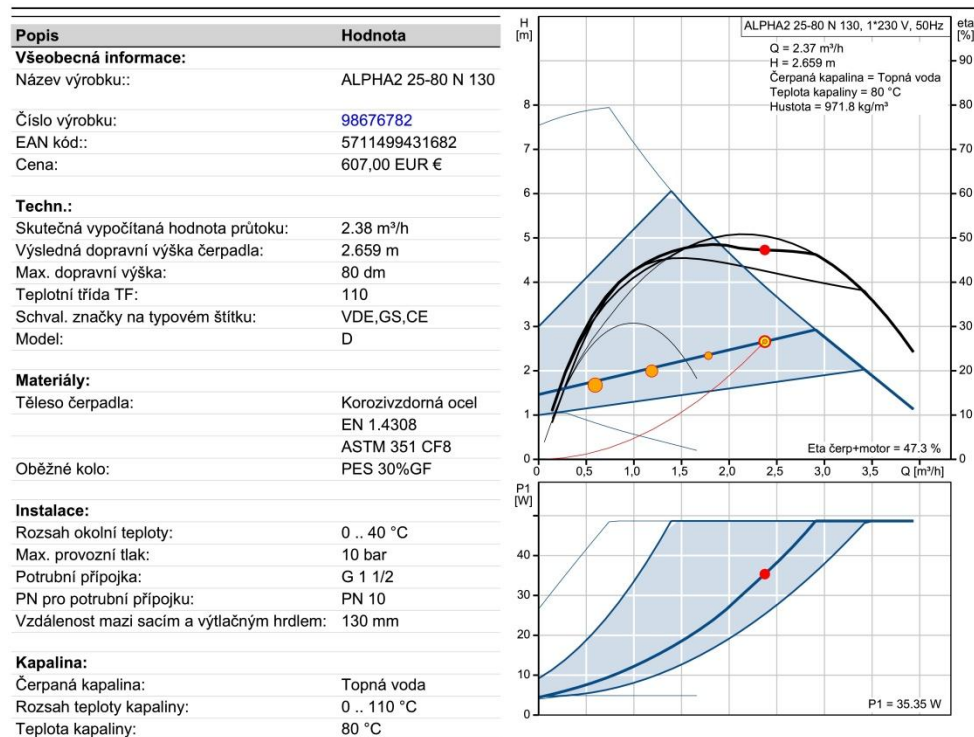 Popis Hodnota
Všeobecná informace:
Název výrobku:: ALPHA2 25-80 N 130
Číslo výrobku: 98676782
EAN kód:: 5711499431682
Cena: 607,00 EUR €
Techn.:
Skutečná vypočítaná hodnota průtoku: 2.38 m³/h
Výsledná dopravní výška čerpadla: 2.659 m
Max. dopravní výška: 80 dm
Teplotní třída TF: 110
Schval. značky na typovém štítku: VDE,GS,CE
Model: D
Materiály:
Těleso čerpadla: Korozivzdorná ocel
EN 1.4308
ASTM 351 CF8
Oběžné kolo: PES 30%GF
Instalace:
Rozsah okolní teploty: 0 .. 40 °C
Max. provozní tlak: 10 bar
Potrubní přípojka: G 1 1/2
PN pro potrubní přípojku: PN 10
Vzdálenost mazi sacím a výtlačným hrdlem: 130 mm
Kapalina:
Čerpaná kapalina: Topná voda
Rozsah teploty kapaliny: 0 .. 110 °C
Teplota kapaliny: 80 °C
H
[m]
ALPHA2 25-80 N 130, 1*230 V, 50Hz
eta
[%]
Q = 2.37 m³/h
H = 2.659 m
Čerpaná kapalina = Topná voda
Teplota kapaliny = 80 °C
Hustota = 971.8 kg/m³
8
7
6
5
4
3
2
1
0
90
80
70
60
50
40
30
20
10
0
Eta čerp+motor = 47.3 %
0 0,5 1,0 1,5 2,0 2,5 3,0 3,5 Q [m³/h]
P1
[W]
40
30
20
10
0
P1 = 35.35 W